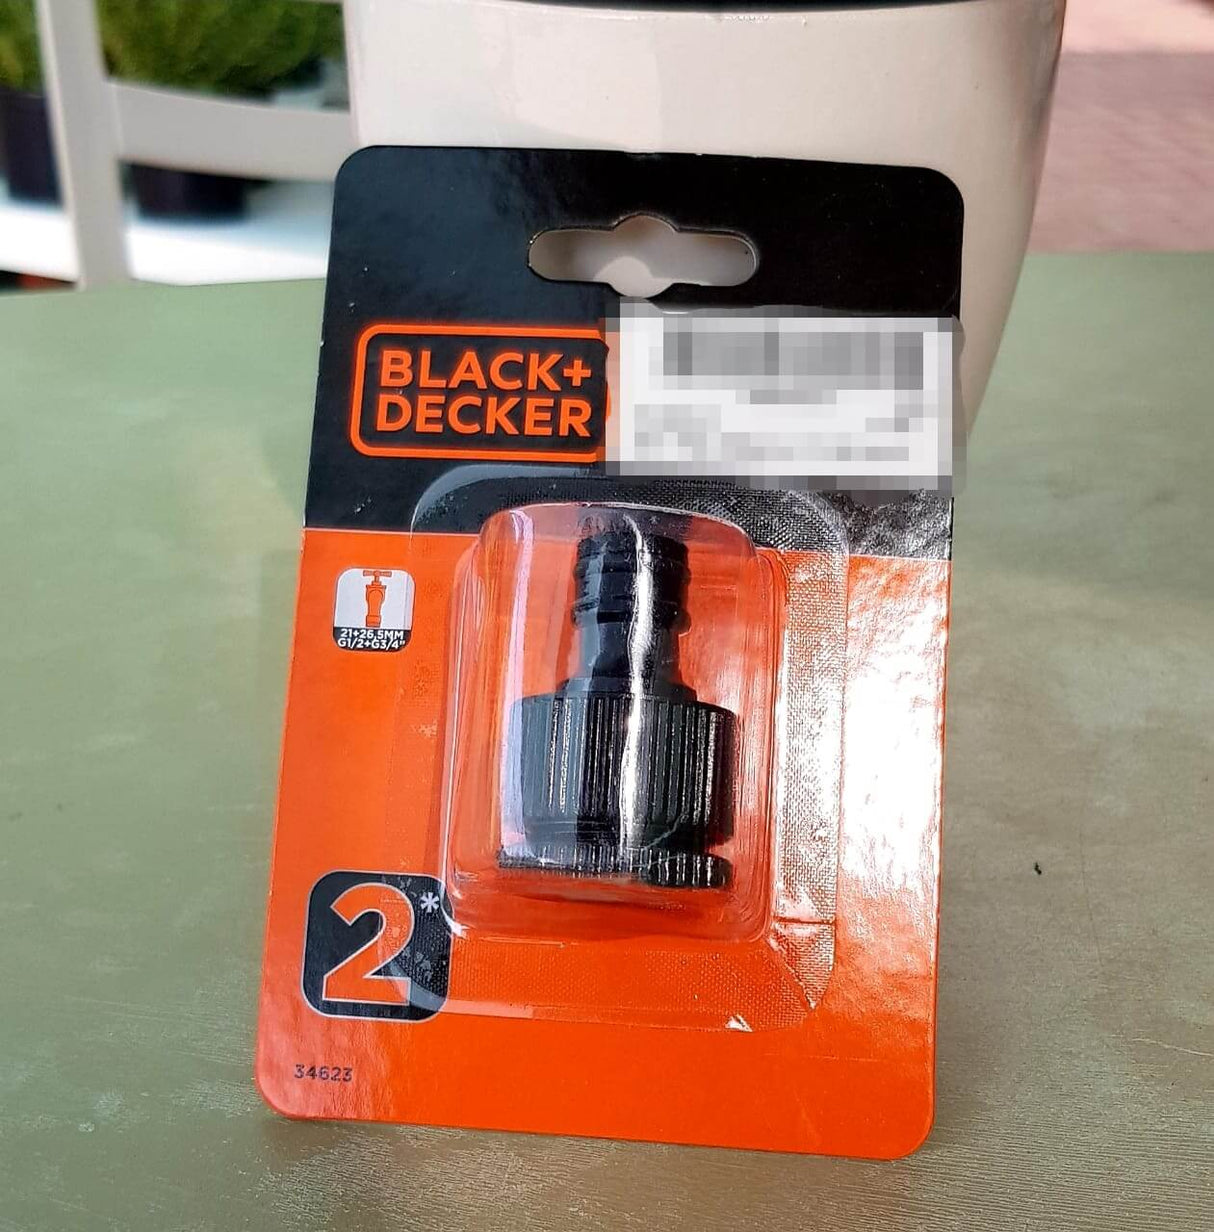 BLACK+
DECKER
21+26,5MM
G1/2+G3/4"
2*
34623